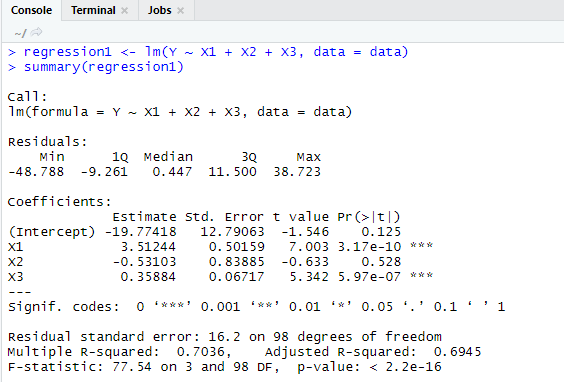 Console Terminal × Jobs ×
~/
> regression1 <- lm(Y ~ X1 + X2 + X3, data = data)
> summary(regression1)
Call:
lm(formula = Y ~ X1 + X2 + X3, data = data)
Residuals:
    Min      1Q  Median      3Q     Max
-48.788  -9.261   0.447  11.500  38.723
Coefficients:
             Estimate Std. Error t value Pr(>|t|)
(Intercept) -19.77418   12.79063  -1.546    0.125
X1            3.51244    0.50159   7.003 3.17e-10 ***
X2           -0.53103    0.83885  -0.633    0.528
X3            0.35884    0.06717   5.342 5.97e-07 ***
---
Signif. codes:  0 ‘***’ 0.001 ‘**’ 0.01 ‘*’ 0.05 ‘.’ 0.1 ‘ ’ 1
Residual standard error: 16.2 on 98 degrees of freedom
Multiple R-squared:  0.7036,    Adjusted R-squared:  0.6945
F-statistic: 77.54 on 3 and 98 DF,  p-value: < 2.2e-16